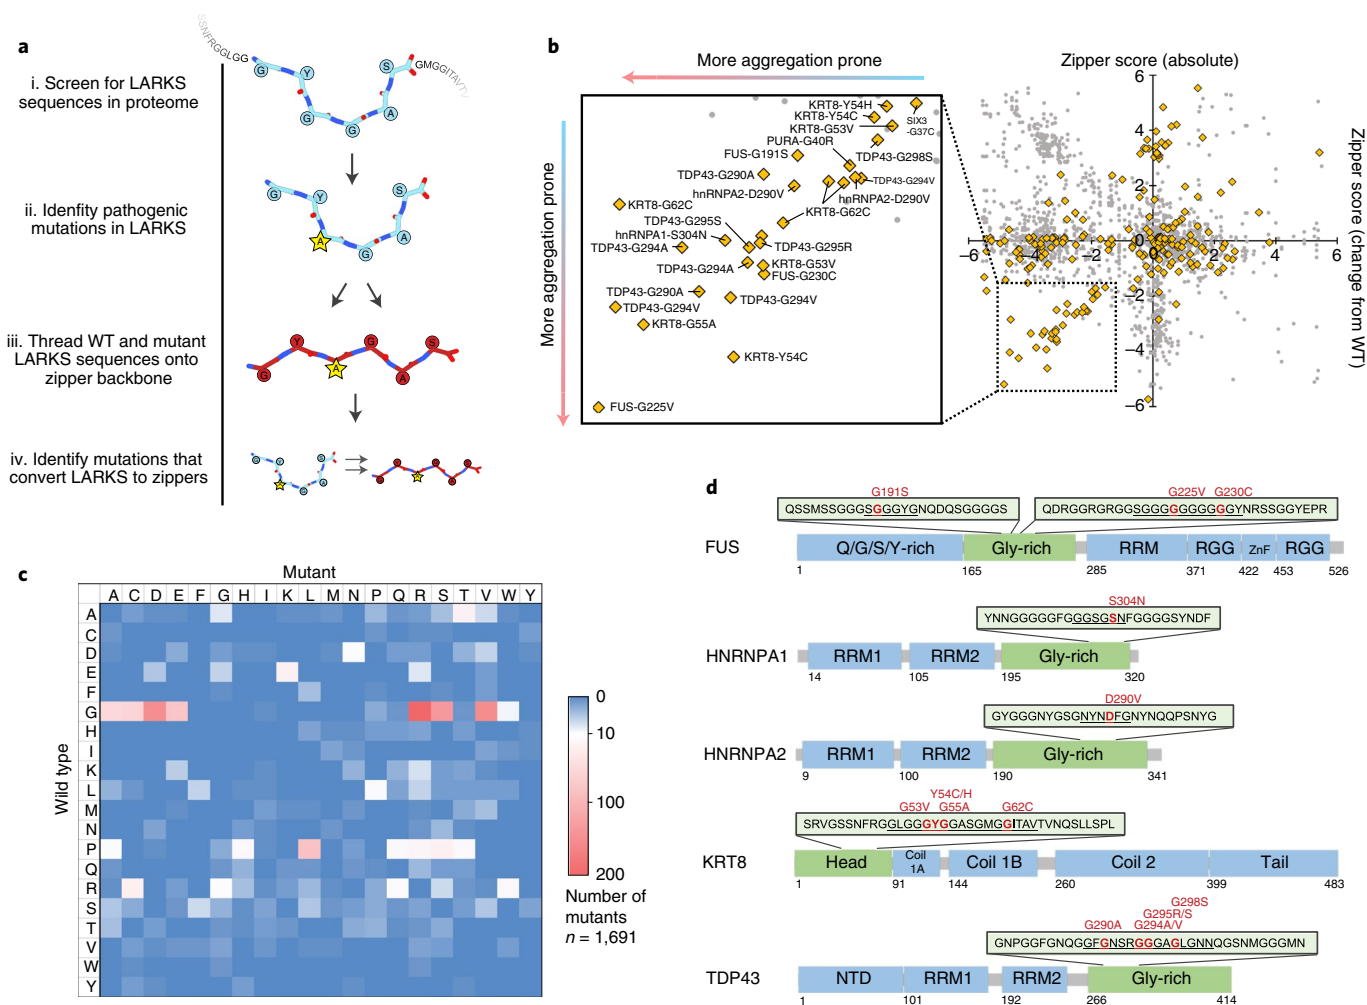 a
SSNFRGGLGG
G
Y
G
G
A
S
GMGGITAVTV
i. Screen for LARKS
sequences in proteome
ii. Idenfity pathogenic
mutations in LARKS
G
Y
A
G
A
S
iii. Thread WT and mutant
LARKS sequences onto
zipper backbone
G
Y
A
G
A
S
iv. Identify mutations that
convert LARKS to zippers
b
More aggregation prone
More aggregation prone
KRT8-Y54H
KRT8-Y54C
KRT8-G53V
SIX3
-G37C
PURA-G40R
TDP43-G298S
FUS-G191S
TDP43-G290A
TDP43-G294V
hnRNPA2-D290V
hnRNPA2-D290V
KRT8-G62C
KRT8-G62C
TDP43-G295S
hnRNPA1-S304N
TDP43-G294A
TDP43-G295R
TDP43-G294A
KRT8-G53V
FUS-G230C
TDP43-G290A
TDP43-G294V
TDP43-G294V
KRT8-G55A
KRT8-Y54C
FUS-G225V
Zipper score (absolute)
Zipper score (change from WT)
6
4
2
0
−2
−4
−6
−6
−4
−2
0
2
4
6
c
Mutant
A C D E F G H I K L M N P Q R S T V W Y
Wild type
A
C
D
E
F
G
H
I
K
L
M
N
P
Q
R
S
T
V
W
Y
0
10
100
200
Number of
mutants
n = 1,691
d
G191S
G225V G230C
QSSMSSGGGSGGGYGNQDQSGGGGS
QDRGGRGRGGSGGGGGGGGGGYNRSSGGYEPR
FUS
Q/G/S/Y-rich
Gly-rich
RRM
RGG
ZnF
RGG
1 165 285 371 422 453 526
S304N
YNNGGGGGFGGGSGSNFGGGGSYNDF
HNRNPA1
RRM1
RRM2
Gly-rich
14 105 195 320
D290V
GYGGGNYGSGNYNDFGNYNQQPSNYG
HNRNPA2
RRM1
RRM2
Gly-rich
9 100 190 341
Y54C/H
G53V G55A G62C
SRVGSSNFRGGLGGGYGGASGMGGITAVTVNQSLLSPL
KRT8
Head
Coil
1A
Coil 1B
Coil 2
Tail
1 91 144 260 399 483
G298S
G295R/S
G290A G294A/V
GNPGGFGNQGGFGNSRGGGAGLGNNQGSNMGGGMN
TDP43
NTD
RRM1
RRM2
Gly-rich
1 101 192 266 414